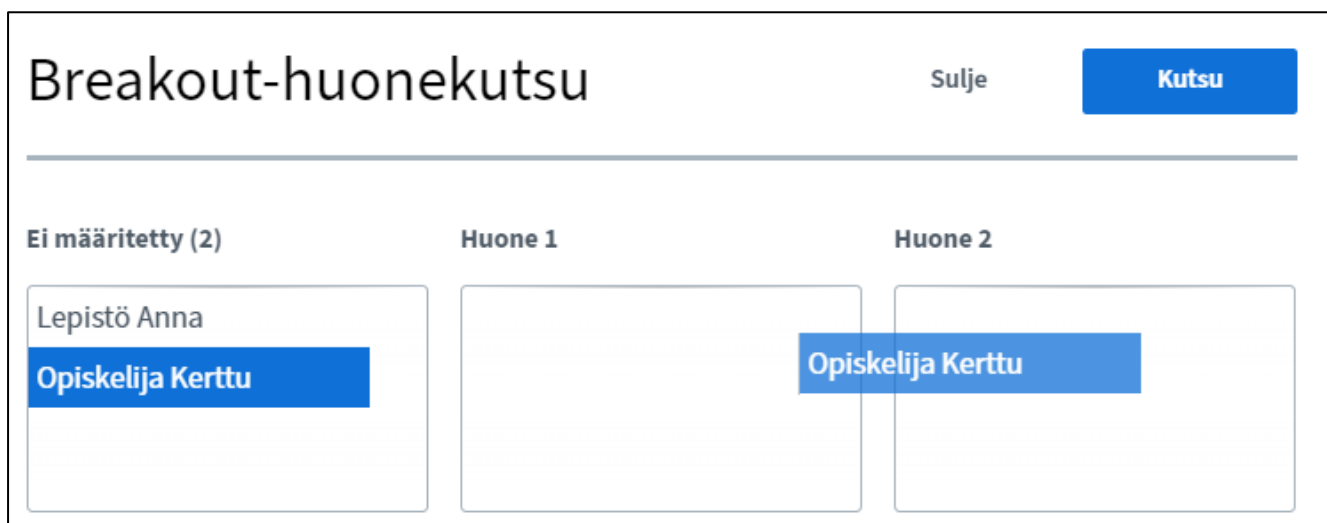 Breakout-huonekutsu Sulje Kutsu
Ei määritetty (2) Huone 1 Huone 2
Lepistö Anna
Opiskelija Kerttu Opiskelija Kerttu